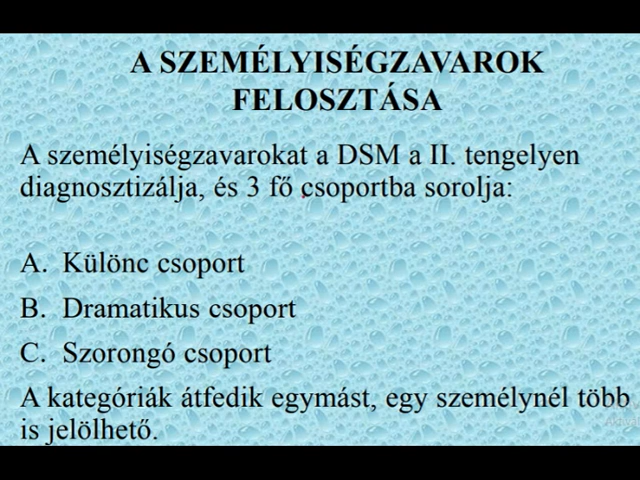 A SZEMÉLYISÉGZAVAROK
FELOSZTÁSA
A személyiségzavarokat a DSM a II. tengelyen
diagnosztizálja, és 3 fő csoportba sorolja:
A. Különc csoport
B. Dramatikus csoport
C. Szorongó csoport
A kategóriák átfedik egymást, egy személynél több
is jelölhető.